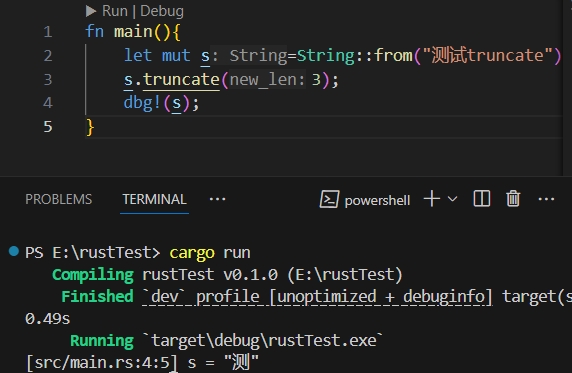 ▶ Run | Debug
1 fn main(){
2 let mut s: String=String::from("测试truncate")
3 s.truncate(new_len:3);
4 dbg!(s);
5 }
PROBLEMS TERMINAL ··· powershell ···
PS E:\rustTest> cargo run
Compiling rustTest v0.1.0 (E:\rustTest)
Finished `dev` profile [unoptimized + debuginfo] target(s
0.49s
Running `target\debug\rustTest.exe`
[src/main.rs:4:5] s = "测"